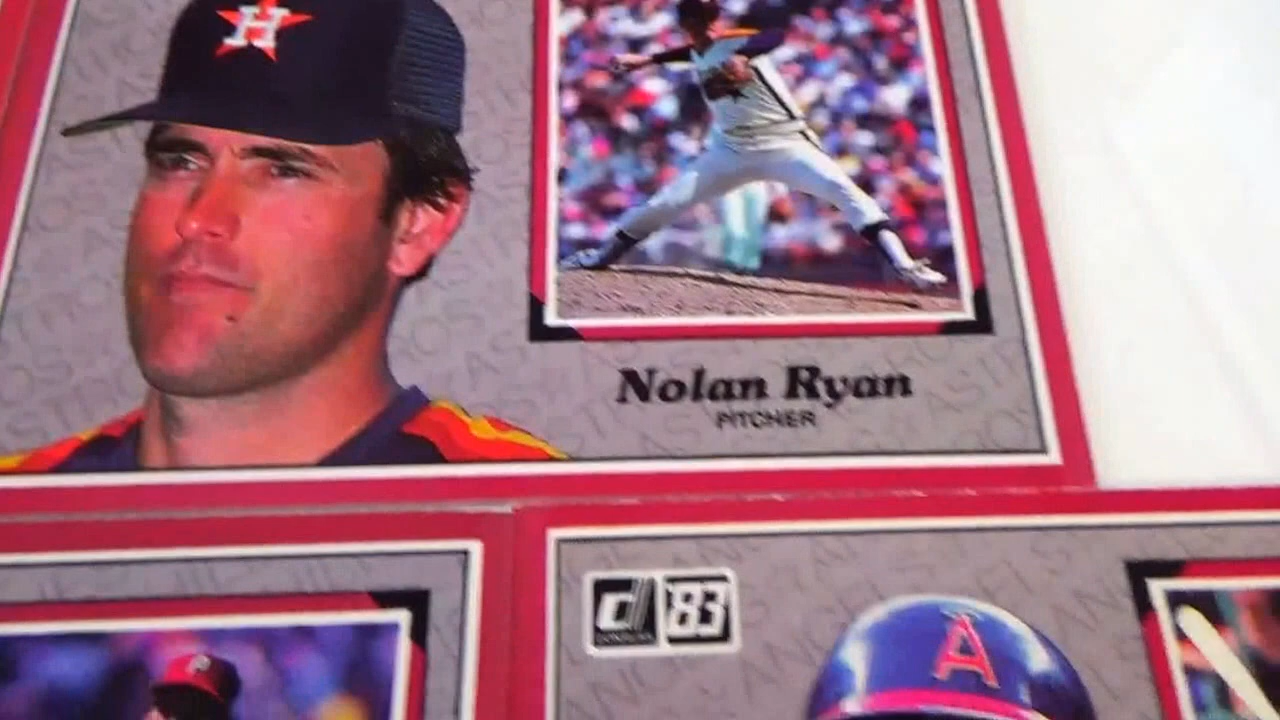 H
Nolan Ryan
PITCHER
P
d '83
A